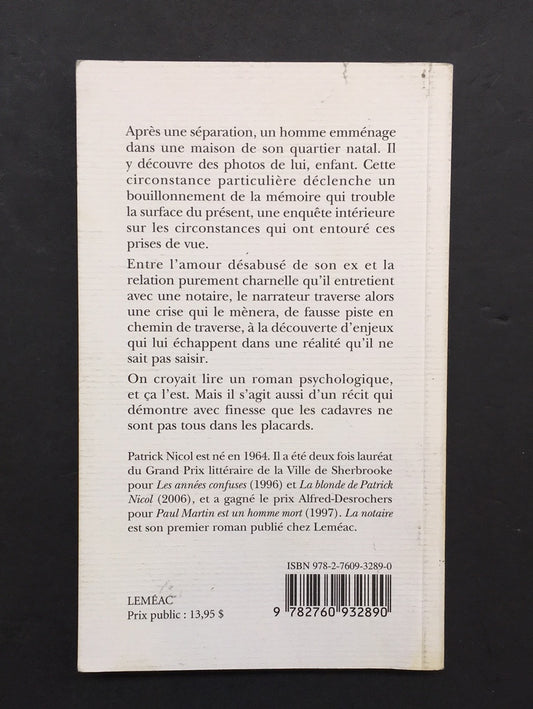 Après une séparation, un homme emménage
dans une maison de son quartier natal. Il
y découvre des photos de lui, enfant. Cette
circonstance particulière déclenche un
bouillonnement de la mémoire qui trouble
la surface du présent, une enquête intérieure
sur les circonstances qui ont entouré ces
prises de vue.
Entre l'amour désabusé de son ex et la
relation purement charnelle qu'il entretient
avec une notaire, le narrateur traverse alors
une crise qui le mènera, de fausse piste en
chemin de traverse, à la découverte d'enjeux
qui lui échappent dans une réalité qu'il ne
sait pas saisir.
On croyait lire un roman psychologique,
et ça l'est. Mais il s'agit aussi d'un récit qui
démontre avec finesse que les cadavres ne
sont pas tous dans les placards.
Patrick Nicol est né en 1964. Il a été deux fois lauréat
du Grand Prix littéraire de la Ville de Sherbrooke
pour Les années confuses (1996) et La blonde de Patrick
Nicol (2006), et a gagné le prix Alfred-Desrochers
pour Paul Martin est un homme mort (1997). La notaire
est son premier roman publié chez Leméac.
ISBN 978-2-7609-3289-0
LEMÉAC
Prix public : 13,95 $
9 782760 932890